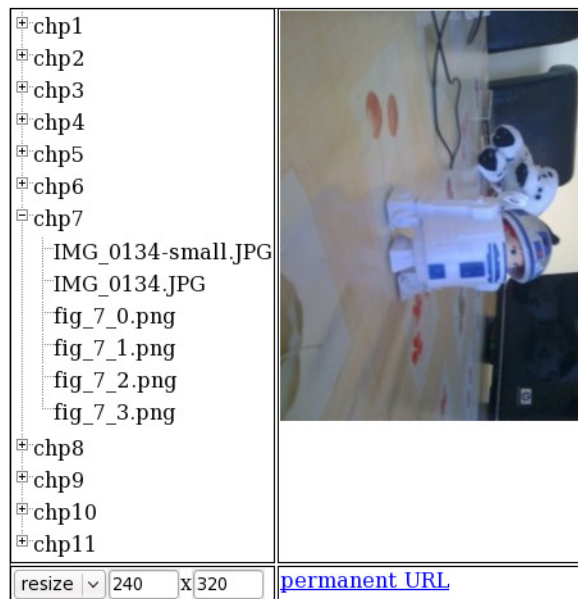 chp1
chp2
chp3
chp4
chp5
chp6
chp7
IMG_0134-small.JPG
IMG_0134.JPG
fig_7_0.png
fig_7_1.png
fig_7_2.png
fig_7_3.png
chp8
chp9
chp10
chp11
resize 240 x 320
permanent URL